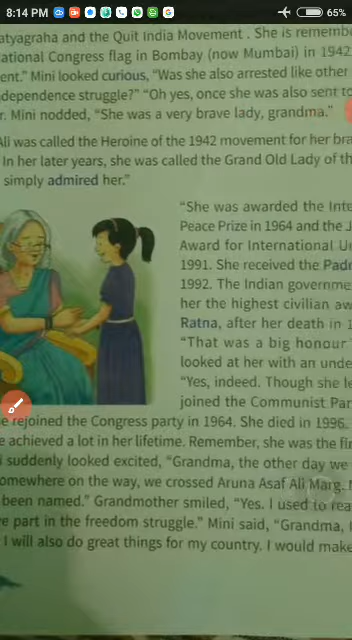 8:14 PM
65%
atyagraha and the Quit India Movement. She is remembe
ational Congress flag in Bombay (now Mumbai) in 1942
ent." Mini looked curious, "Was she also arrested like other
dependence struggle?" "Oh yes, once she was also sent to
r. Mini nodded, "She was a very brave lady, grandma."
Ali was called the Heroine of the 1942 movement for her bra
In her later years, she was called the Grand Old Lady of th
simply admired her."
"She was awarded the Inte
Peace Prize in 1964 and the J
Award for International Un
1991. She received the Pad
1992. The Indian governme
her the highest civilian aw
Ratna, after her death in 1
"That was a big honour
looked at her with an unde
"Yes, indeed. Though she le
joined the Communist Par
e rejoined the Congress party in 1964. She died in 1996.
e achieved a lot in her lifetime. Remember, she was the fir
i suddenly looked excited, "Grandma, the other day we
omewhere on the way, we crossed Aruna Asaf Ali Marg.
been named." Grandmother smiled, "Yes. I used to rea
e part in the freedom struggle." Mini said, "Grandma,
I will also do great things for my country. I would make